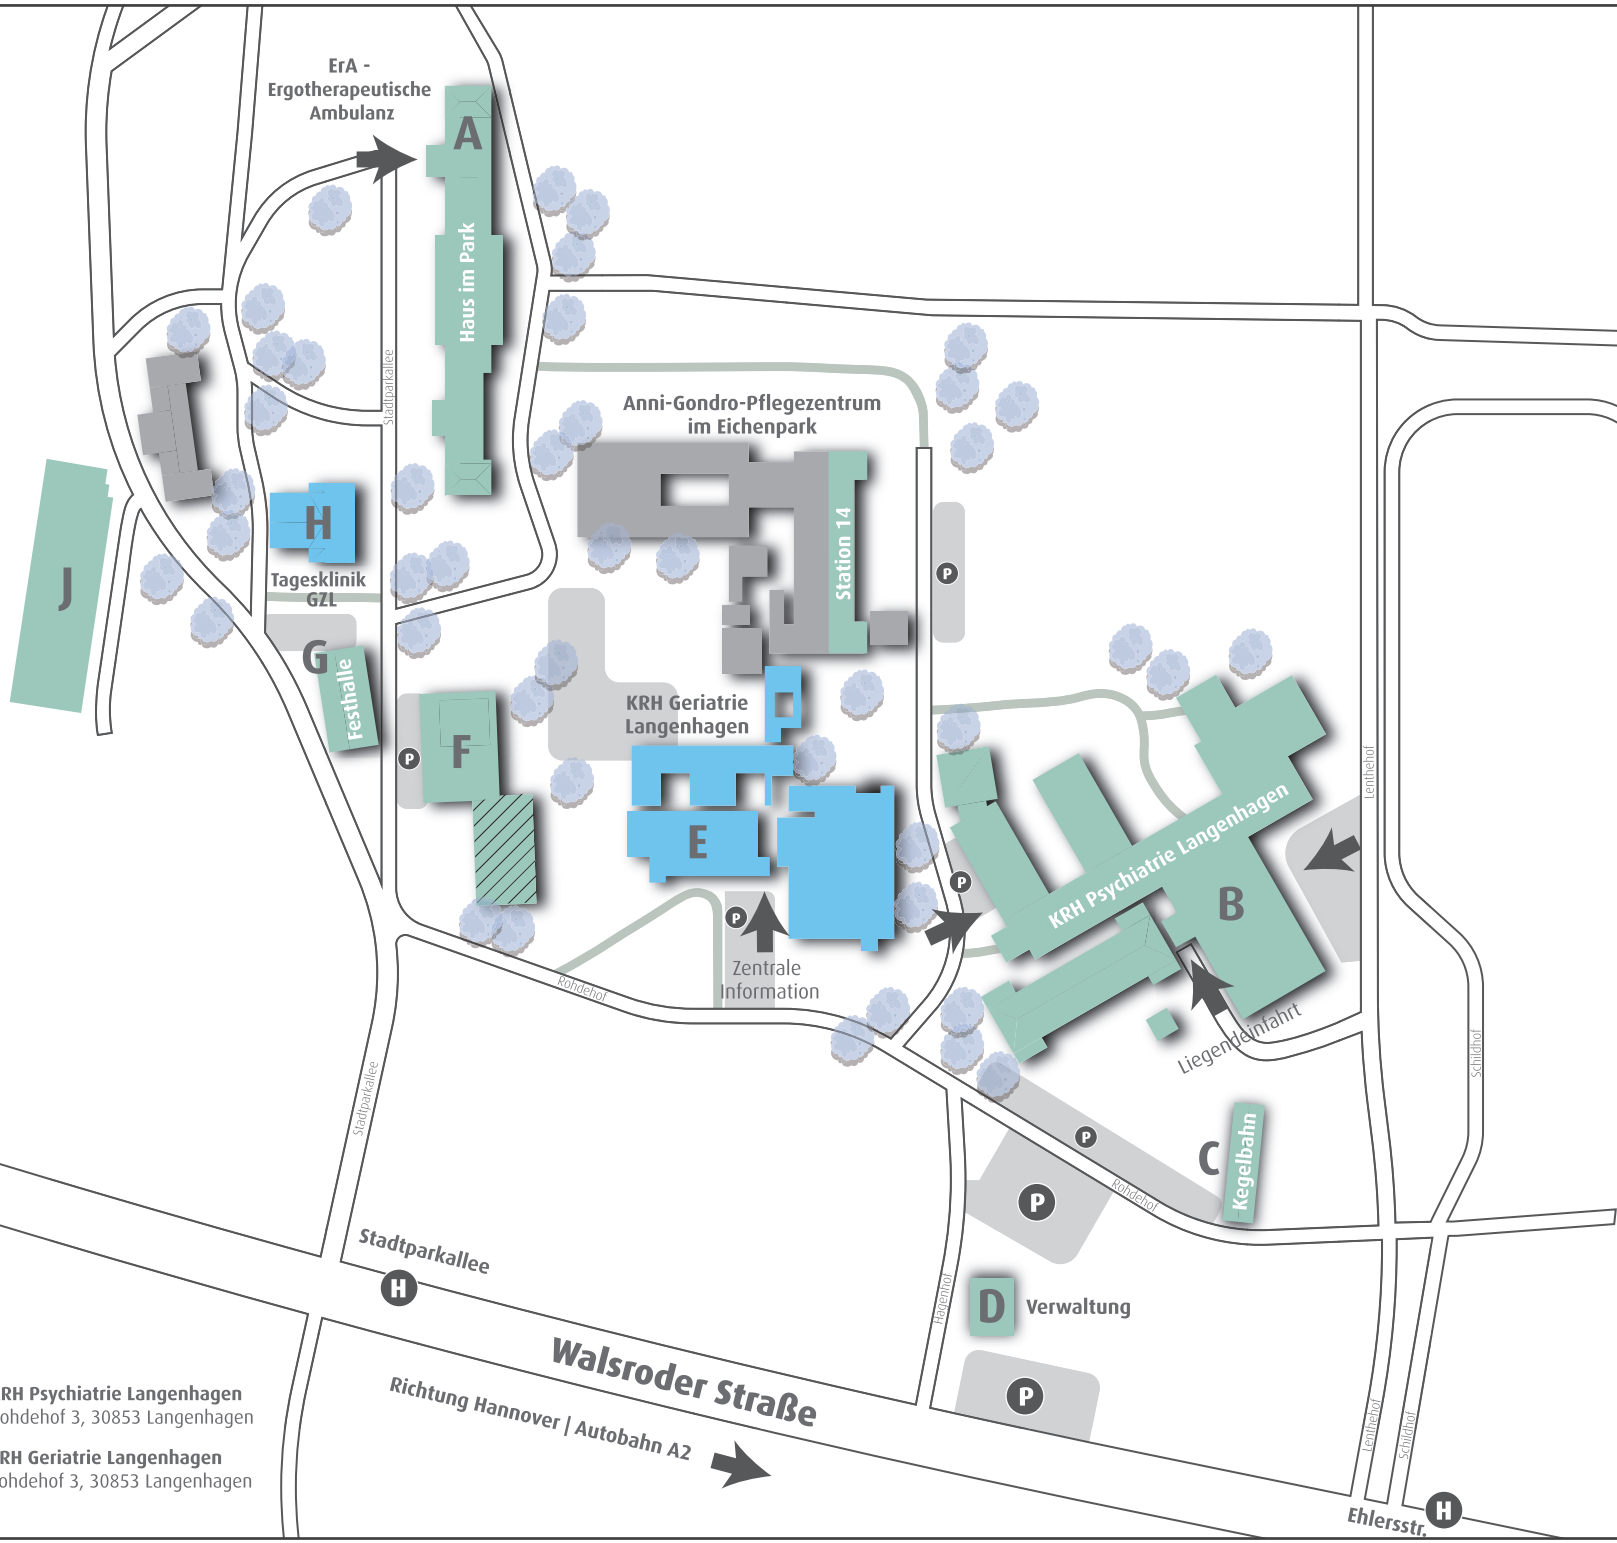 ErA -
Ergotherapeutische
Ambulanz
A
Haus im Park
Stadtparkallee
Anni-Gondro-Pflegezentrum
im Eichenpark
Station 14
P
H
Tagesklinik
GZL
J
G
Festhalle
P
F
KRH Geriatrie
Langenhagen
E
P
Zentrale
Information
P
KRH Psychiatrie Langenhagen
B
Lenthehof
Liegendeinfahrt
Schildhof
Rohdehof
Stadtparkallee
C
Kegelbahn
P
P
Rohdehof
Hagenhof
D
Verwaltung
P
Stadtparkallee
H
Walsroder Straße
Richtung Hannover | Autobahn A2
Lenthehof
Schildhof
Ehlersstr.
H
RH Psychiatrie Langenhagen
ohdehof 3, 30853 Langenhagen
RH Geriatrie Langenhagen
ohdehof 3, 30853 Langenhagen